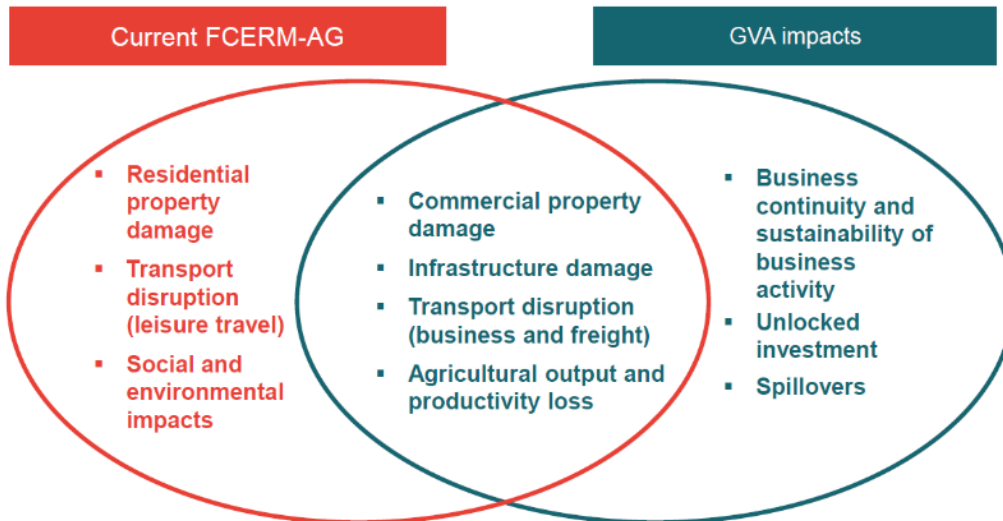 Current FCERM-AG
GVA impacts
▪ Residential
property
damage
▪ Transport
disruption
(leisure travel)
▪ Social and
environmental
impacts
▪ Commercial property
damage
▪ Infrastructure damage
▪ Transport disruption
(business and freight)
▪ Agricultural output and
productivity loss
▪ Business
continuity and
sustainability of
business
activity
▪ Unlocked
investment
▪ Spillovers